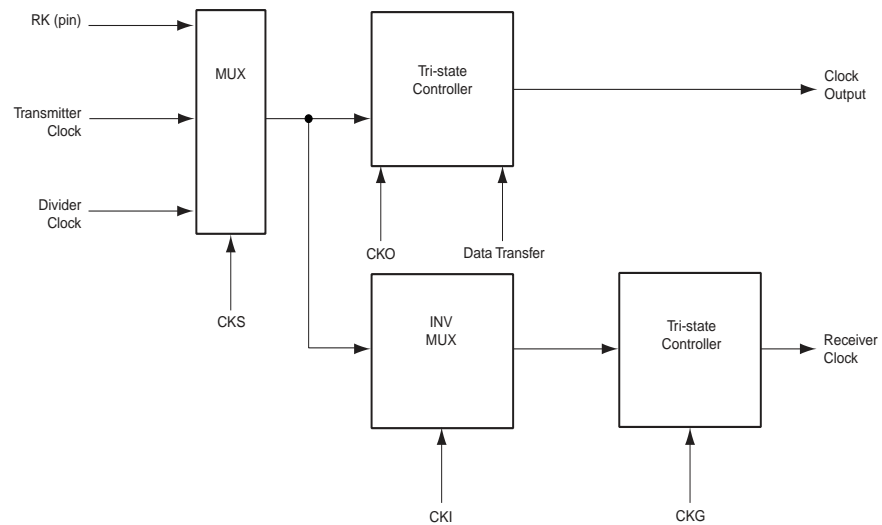 RK (pin)
MUX
Tri-state
Controller
Clock
Output
Transmitter
Clock
Divider
Clock
CKO
Data Transfer
CKS
INV
MUX
Tri-state
Controller
Receiver
Clock
CKI
CKG